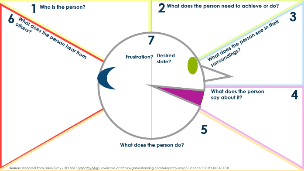 1 Who is the person?
2 What does the person need to achieve or do?
3
What does the person see in their
surroundings?
6
What does the person hear from
others?
7
Frustration?
Desired
state?
4
What does the person
say about it?
5
What does the person do?